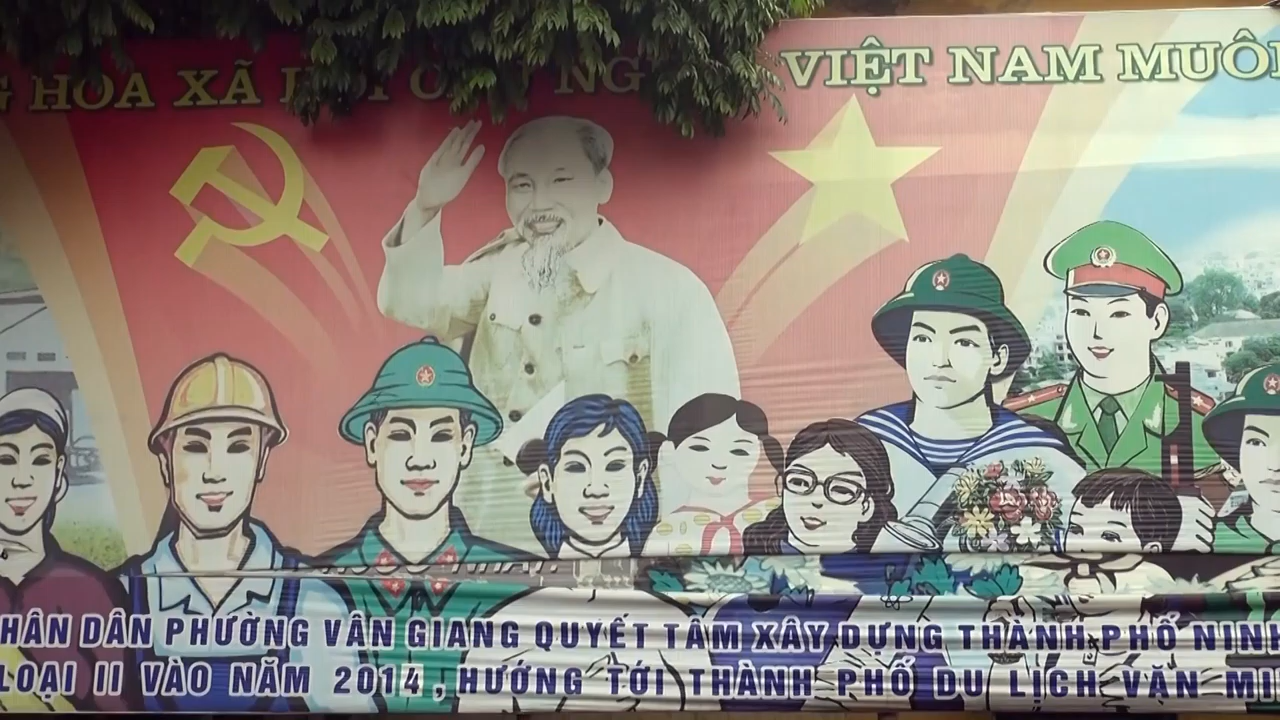 HOÀ XÃ VIỆT NAM MUÔ
HÂN DÂN PHƯỜNG VÂN GIANG QUYẾT TÂM XÂY DỰNG THÀNH PHỐ NINH
LOẠI II VÀO NĂM 2014, HƯỚNG TỚI THÀNH PHỐ DU LỊCH VĂN MI